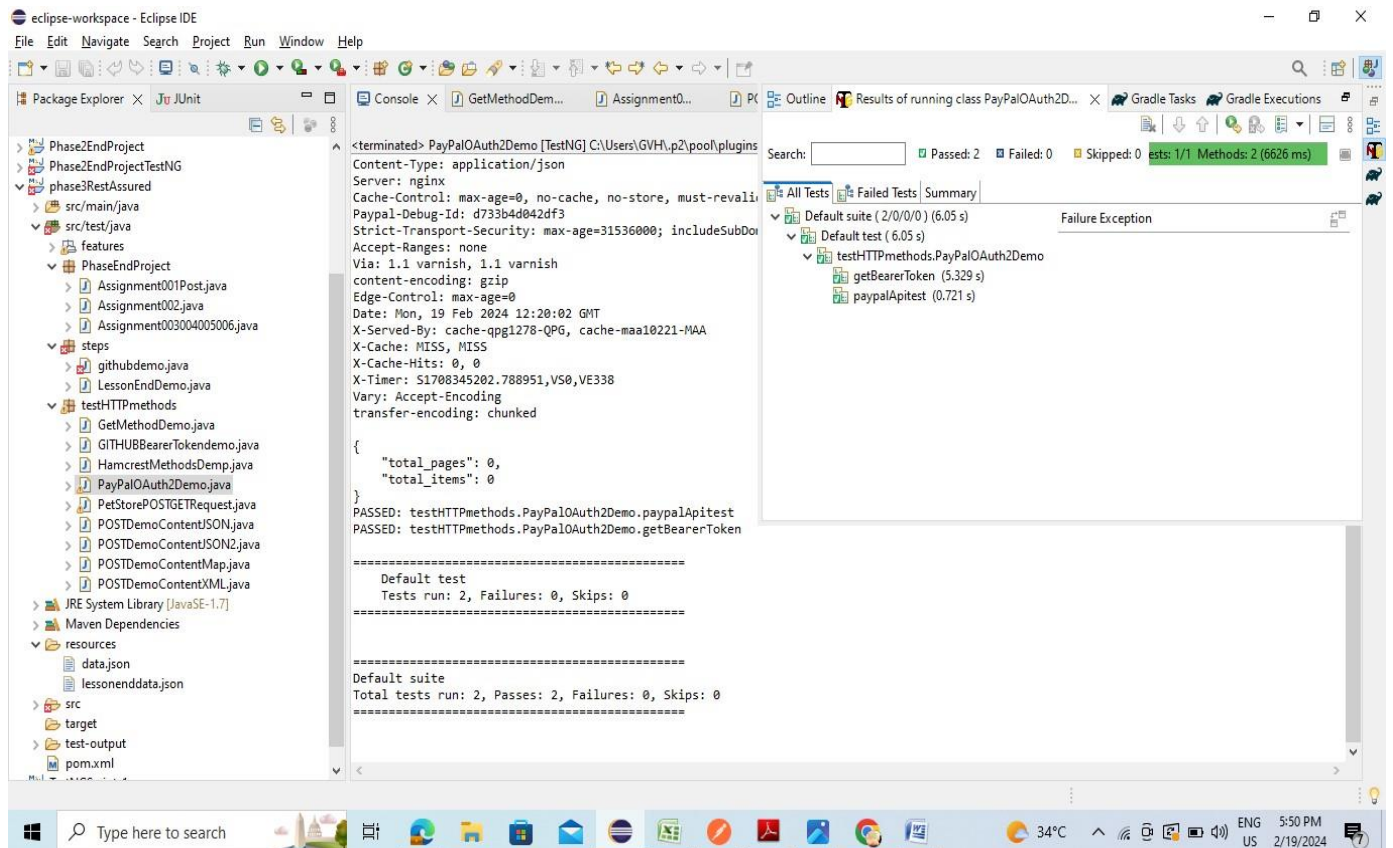 eclipse-workspace - Eclipse IDE
File Edit Navigate Search Project Run Window Help
Package Explorer
JUnit
Phase2EndProject
Phase2EndProjectTestNG
phase3RestAssured
src/main/java
src/test/java
features
PhaseEndProject
Assignment001Post.java
Assignment002.java
Assignment003004005006.java
steps
githubdemo.java
LessonEndDemo.java
testHTTPmethods
GetMethodDemo.java
GITHUBBearerTokendemo.java
HamcrestMethodsDemp.java
PayPalOAuth2Demo.java
PetStorePOSTGETRequest.java
POSTDemoContentJSON.java
POSTDemoContentJSON2.java
POSTDemoContentMap.java
POSTDemoContentXML.java
JRE System Library [JavaSE-1.7]
Maven Dependencies
resources
data.json
lessonenddata.json
src
target
test-output
pom.xml
Console
GetMethodDem...
Assignment0...
<terminated> PayPalOAuth2Demo [TestNG] C:\Users\GVH\.p2\pool\plugins
Content-Type: application/json
Server: nginx
Cache-Control: max-age=0, no-cache, no-store, must-revali
Paypal-Debug-Id: d733b4d042df3
Strict-Transport-Security: max-age=31536000; includeSubDo
Accept-Ranges: none
Via: 1.1 varnish, 1.1 varnish
content-encoding: gzip
Edge-Control: max-age=0
Date: Mon, 19 Feb 2024 12:20:02 GMT
X-Served-By: cache-qpg1278-QPG, cache-maa10221-MAA
X-Cache: MISS, MISS
X-Cache-Hits: 0, 0
X-Timer: S1708345202.788951,VS0,VE338
Vary: Accept-Encoding
transfer-encoding: chunked
{
"total_pages": 0,
"total_items": 0
}
PASSED: testHTTPmethods.PayPalOAuth2Demo.paypalApitest
PASSED: testHTTPmethods.PayPalOAuth2Demo.getBearerToken
===============================================
Default test
Tests run: 2, Failures: 0, Skips: 0
===============================================
===============================================
Default suite
Total tests run: 2, Passes: 2, Failures: 0, Skips: 0
===============================================
Outline
Results of running class PayPalOAuth2D...
Gradle Tasks
Gradle Executions
Search:
Passed: 2
Failed: 0
Skipped: 0
ests: 1/1 Methods: 2 (6626 ms)
All Tests
Failed Tests
Summary
Default suite ( 2/0/0/0 ) (6.05 s)
Default test ( 6.05 s)
testHTTPmethods.PayPalOAuth2Demo
getBearerToken (5.329 s)
paypalApitest (0.721 s)
Failure Exception
Type here to search
34°C
ENG
US
5:50 PM
2/19/2024
7